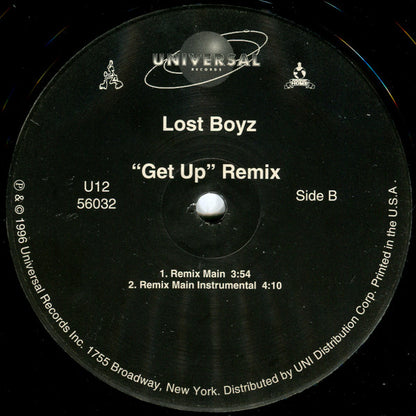 UNIVERSAL
RECORDS
Lost Boyz
“Get Up” Remix
U12
56032
Side B
1. Remix Main 3:54
2. Remix Main Instrumental 4:10
℗ & © 1996 Universal Records Inc. 1755 Broadway, New York. Distributed by UNI Distribution Corp. Printed in the U.S.A.